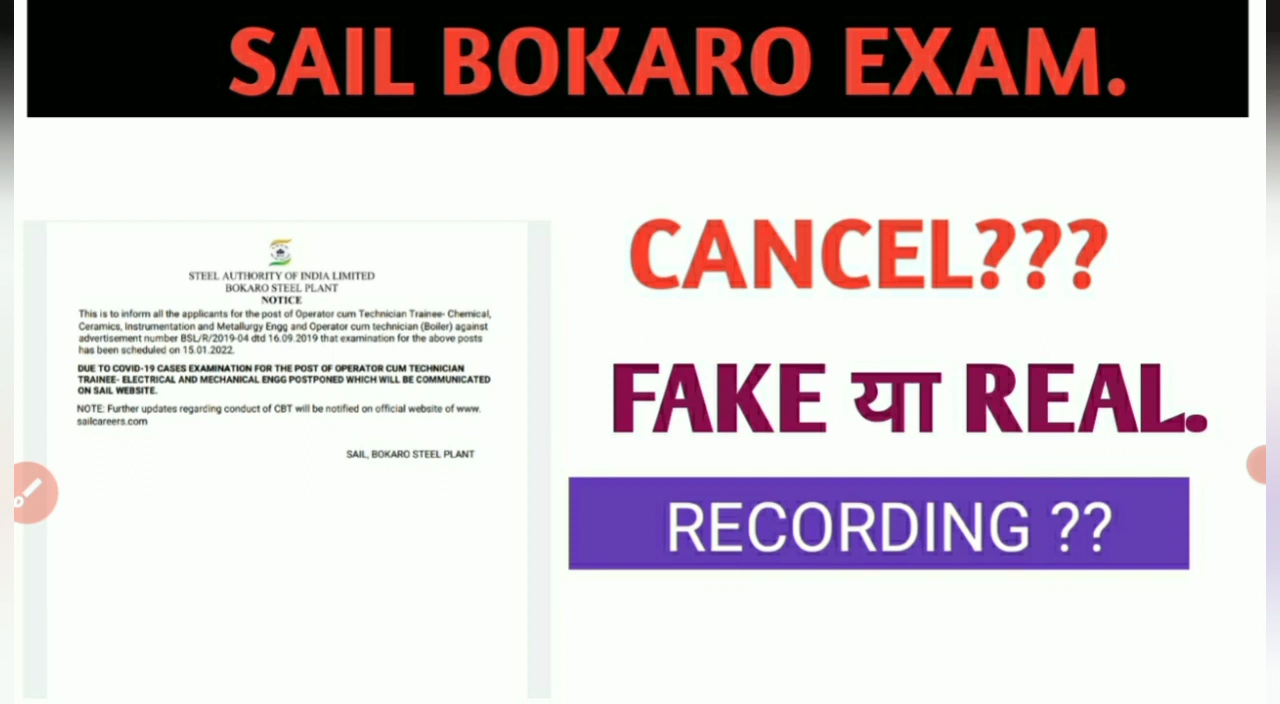 SAIL BOKARO EXAM.
STEEL AUTHORITY OF INDIA LIMITED
BOKARO STEEL PLANT
NOTICE
This is to inform all the applicants for the post of Operator cum Technician Trainee- Chemical,
Ceramics, Instrumentation and Metallurgy Engg and Operator cum technician (Boiler) against
advertisement number BSL/R/2019-04 dtd 16.09.2019 that examination for the above posts
has been scheduled on 15.01.2022.
DUE TO COVID-19 CASES EXAMINATION FOR THE POST OF OPERATOR CUM TECHNICIAN
TRAINEE- ELECTRICAL AND MECHANICAL ENGG POSTPONED WHICH WILL BE COMMUNICATED
ON SAIL WEBSITE.
NOTE: Further updates regarding conduct of CBT will be notified on official website of www.
sailcareers.com
SAIL, BOKARO STEEL PLANT
CANCEL???
FAKE या REAL.
RECORDING ??